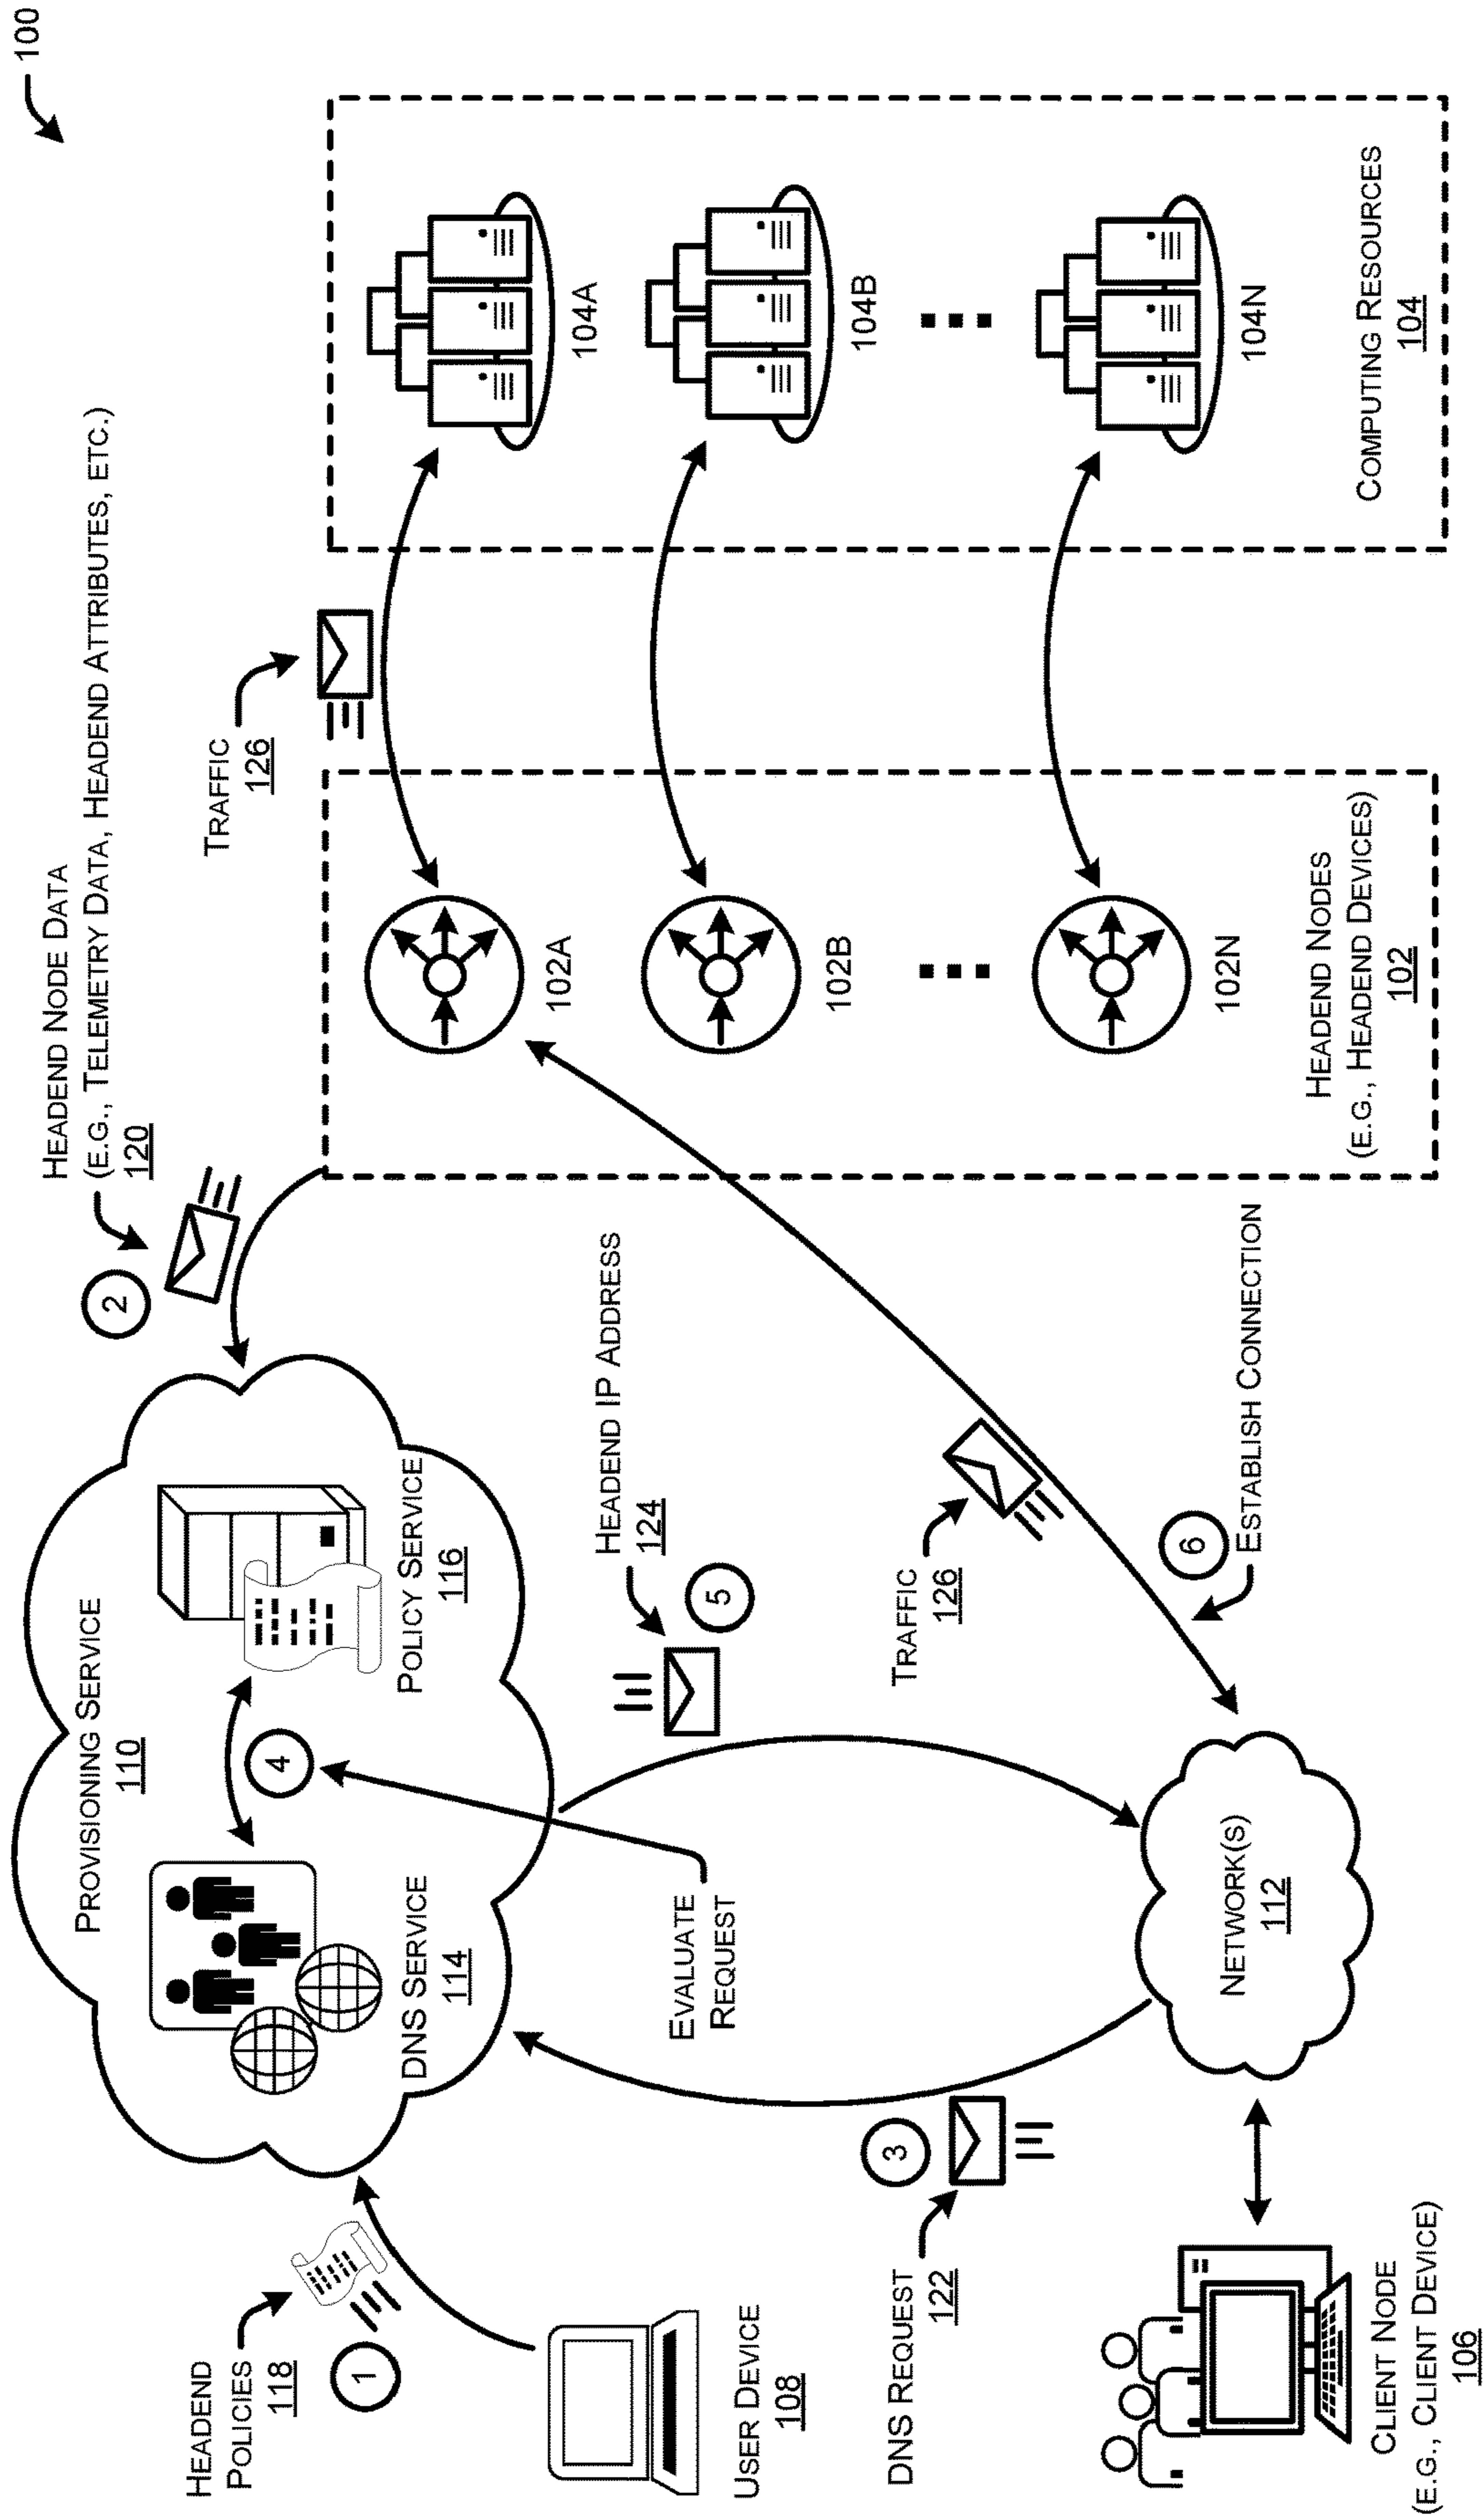 100
HEADEND NODE DATA
(E.G., TELEMETRY DATA, HEADEND ATTRIBUTES, ETC.)
120
HEADEND
POLICIES
118
1
PROVISIONING SERVICE
110
2
TRAFFIC
126
DNS SERVICE
114
4
POLICY SERVICE
116
USER DEVICE
108
EVALUATE
REQUEST
HEADEND IP ADDRESS
124
5
102A
104A
102B
104B
102N
104N
DNS REQUEST
122
3
TRAFFIC
126
6
ESTABLISH CONNECTION
NETWORK(S)
112
CLIENT NODE
(E.G., CLIENT DEVICE)
106
HEADEND NODES
(E.G., HEADEND DEVICES)
102
COMPUTING RESOURCES
104